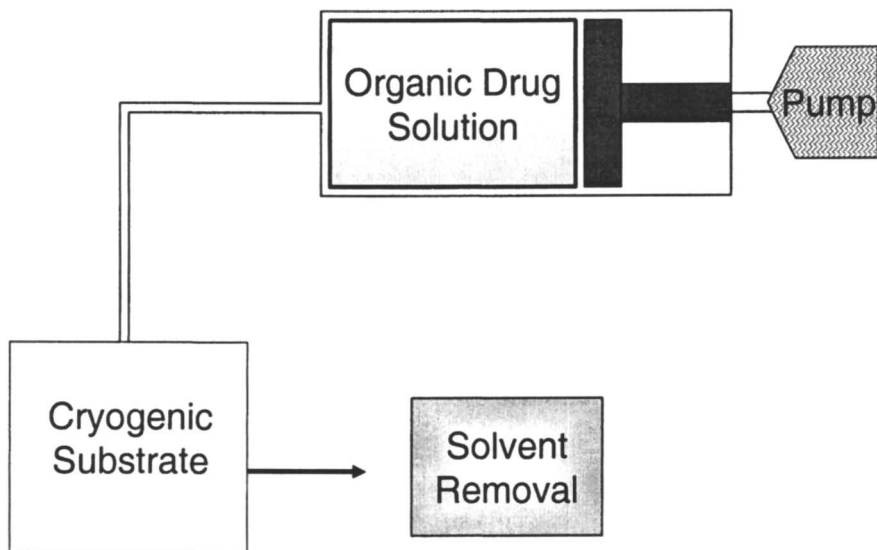 Organic Drug
Solution
Pump
Cryogenic
Substrate
Solvent
Removal